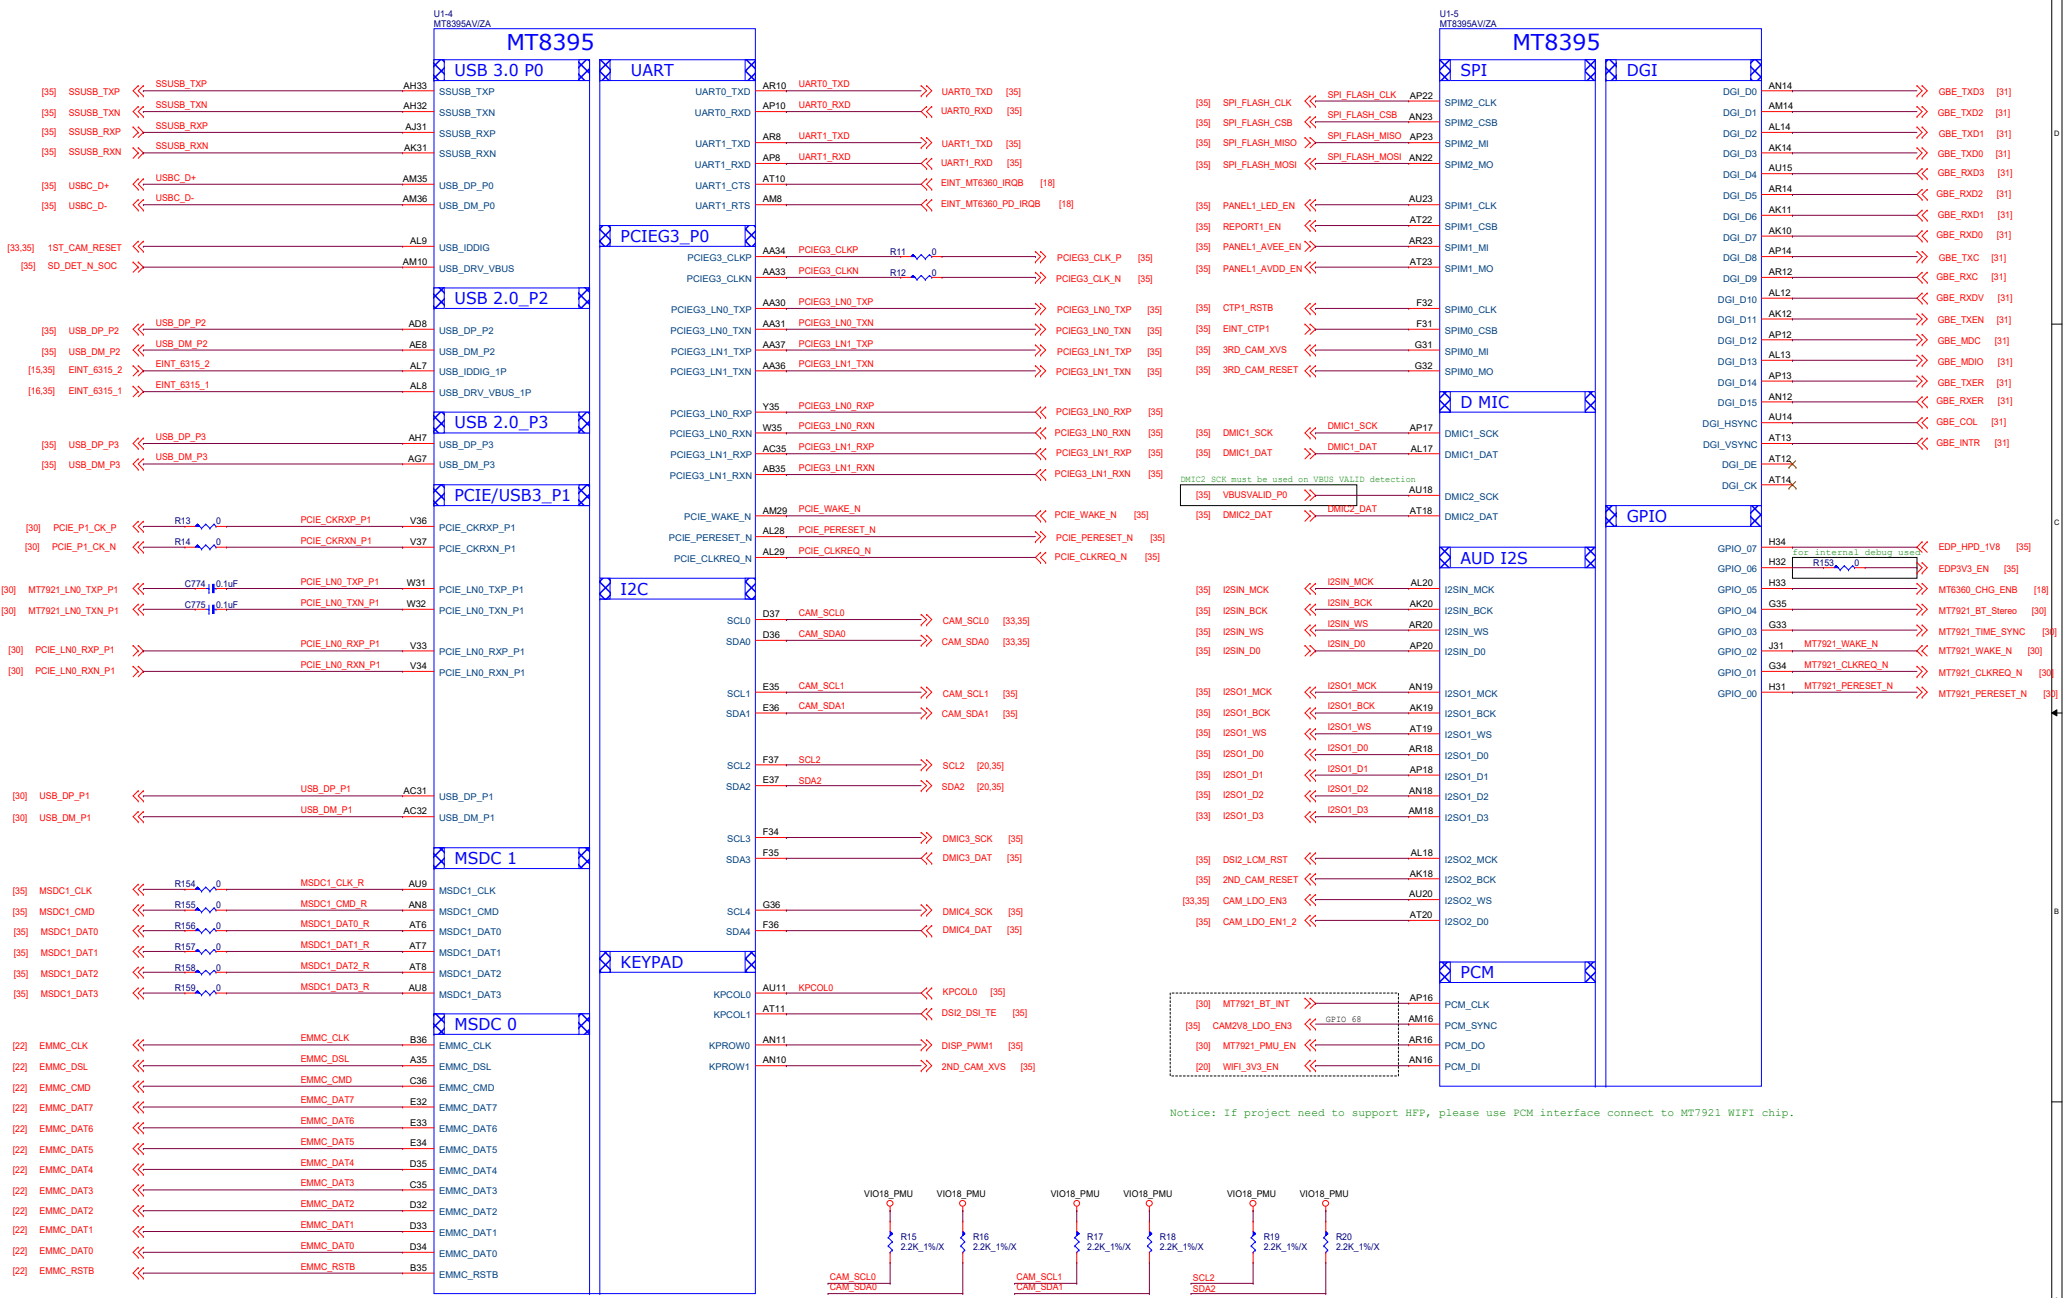 U1-4
MT8395AV/ZA
MT8395
USB 3.0 P0
[35] SSUSB_TXP SSUSB_TXP AH33 SSUSB_TXP
[35] SSUSB_TXN SSUSB_TXN AH32 SSUSB_TXN
[35] SSUSB_RXP SSUSB_RXP AJ31 SSUSB_RXP
[35] SSUSB_RXN SSUSB_RXN AK31 SSUSB_RXN
[35] USBC_D+ USBC_D+ AM35 USB_DP_P0
[35] USBC_D- USBC_D- AM36 USB_DM_P0
[33,35] 1ST_CAM_RESET AL9 USB_IDDIG
[35] SD_DET_N_SOC AM10 USB_DRV_VBUS
USB 2.0_P2
[35] USB_DP_P2 USB_DP_P2 AD8 USB_DP_P2
[35] USB_DM_P2 USB_DM_P2 AE8 USB_DM_P2
[15,35] EINT_6315_2 EINT_6315_2 AL7 USB_IDDIG_1P
[16,35] EINT_6315_1 EINT_6315_1 AL8 USB_DRV_VBUS_1P
USB 2.0_P3
[35] USB_DP_P3 USB_DP_P3 AH7 USB_DP_P3
[35] USB_DM_P3 USB_DM_P3 AG7 USB_DM_P3
PCIE/USB3_P1
[30] PCIE_P1_CK_P R13 0 PCIE_CKRXP_P1 V36 PCIE_CKRXP_P1
[30] PCIE_P1_CK_N R14 0 PCIE_CKRXN_P1 V37 PCIE_CKRXN_P1
[30] MT7921_LN0_TXP_P1 C774 0.1uF PCIE_LN0_TXP_P1 W31 PCIE_LN0_TXP_P1
[30] MT7921_LN0_TXN_P1 C775 0.1uF PCIE_LN0_TXN_P1 W32 PCIE_LN0_TXN_P1
[30] PCIE_LN0_RXP_P1 PCIE_LN0_RXP_P1 V33 PCIE_LN0_RXP_P1
[30] PCIE_LN0_RXN_P1 PCIE_LN0_RXN_P1 V34 PCIE_LN0_RXN_P1
[30] USB_DP_P1 USB_DP_P1 AC31 USB_DP_P1
[30] USB_DM_P1 USB_DM_P1 AC32 USB_DM_P1
MSDC 1
[35] MSDC1_CLK R154 0 MSDC1_CLK_R AU9 MSDC1_CLK
[35] MSDC1_CMD R155 0 MSDC1_CMD_R AN8 MSDC1_CMD
[35] MSDC1_DAT0 R156 0 MSDC1_DAT0_R AT6 MSDC1_DAT0
[35] MSDC1_DAT1 R157 0 MSDC1_DAT1_R AT7 MSDC1_DAT1
[35] MSDC1_DAT2 R158 0 MSDC1_DAT2_R AT8 MSDC1_DAT2
[35] MSDC1_DAT3 R159 0 MSDC1_DAT3_R AU8 MSDC1_DAT3
MSDC 0
[22] EMMC_CLK EMMC_CLK B36 EMMC_CLK
[22] EMMC_DSL EMMC_DSL A35 EMMC_DSL
[22] EMMC_CMD EMMC_CMD C36 EMMC_CMD
[22] EMMC_DAT7 EMMC_DAT7 E32 EMMC_DAT7
[22] EMMC_DAT6 EMMC_DAT6 E33 EMMC_DAT6
[22] EMMC_DAT5 EMMC_DAT5 E34 EMMC_DAT5
[22] EMMC_DAT4 EMMC_DAT4 D35 EMMC_DAT4
[22] EMMC_DAT3 EMMC_DAT3 C35 EMMC_DAT3
[22] EMMC_DAT2 EMMC_DAT2 D32 EMMC_DAT2
[22] EMMC_DAT1 EMMC_DAT1 D33 EMMC_DAT1
[22] EMMC_DAT0 EMMC_DAT0 D34 EMMC_DAT0
[22] EMMC_RSTB EMMC_RSTB B35 EMMC_RSTB
UART
UART0_TXD AR10 UART0_TXD UART0_TXD [35]
UART0_RXD AP10 UART0_RXD UART0_RXD [35]
UART1_TXD AR8 UART1_TXD UART1_TXD [35]
UART1_RXD AP8 UART1_RXD UART1_RXD [35]
UART1_CTS AT10 EINT_MT6360_IRQB [18]
UART1_RTS AM8 EINT_MT6360_PD_IRQB [18]
PCIEG3_P0
PCIEG3_CLKP AA34 PCIEG3_CLKP R11 0 PCIEG3_CLK_P [35]
PCIEG3_CLKN AA33 PCIEG3_CLKN R12 0 PCIEG3_CLK_N [35]
PCIEG3_LN0_TXP AA30 PCIEG3_LN0_TXP PCIEG3_LN0_TXP [35]
PCIEG3_LN0_TXN AA31 PCIEG3_LN0_TXN PCIEG3_LN0_TXN [35]
PCIEG3_LN1_TXP AA37 PCIEG3_LN1_TXP PCIEG3_LN1_TXP [35]
PCIEG3_LN1_TXN AA36 PCIEG3_LN1_TXN PCIEG3_LN1_TXN [35]
PCIEG3_LN0_RXP Y35 PCIEG3_LN0_RXP PCIEG3_LN0_RXP [35]
PCIEG3_LN0_RXN W35 PCIEG3_LN0_RXN PCIEG3_LN0_RXN [35]
PCIEG3_LN1_RXP AC35 PCIEG3_LN1_RXP PCIEG3_LN1_RXP [35]
PCIEG3_LN1_RXN AB35 PCIEG3_LN1_RXN PCIEG3_LN1_RXN [35]
PCIE_WAKE_N AM29 PCIE_WAKE_N PCIE_WAKE_N [35]
PCIE_PERESET_N AL28 PCIE_PERESET_N PCIE_PERESET_N [35]
PCIE_CLKREQ_N AL29 PCIE_CLKREQ_N PCIE_CLKREQ_N [35]
I2C
SCL0 D37 CAM_SCL0 CAM_SCL0 [33,35]
SDA0 D36 CAM_SDA0 CAM_SDA0 [33,35]
SCL1 E35 CAM_SCL1 CAM_SCL1 [35]
SDA1 E36 CAM_SDA1 CAM_SDA1 [35]
SCL2 F37 SCL2 SCL2 [20,35]
SDA2 E37 SDA2 SDA2 [20,35]
SCL3 F34 DMIC3_SCK [35]
SDA3 F35 DMIC3_DAT [35]
SCL4 G36 DMIC4_SCK [35]
SDA4 F36 DMIC4_DAT [35]
KEYPAD
KPCOL0 AU11 KPCOL0 KPCOL0 [35]
KPCOL1 AT11 DSI2_DSI_TE [35]
KPROW0 AN11 DISP_PWM1 [35]
KPROW1 AN10 2ND_CAM_XVS [35]
U1-5
MT8395AV/ZA
MT8395
SPI
[35] SPI_FLASH_CLK SPI_FLASH_CLK AP22 SPIM2_CLK
[35] SPI_FLASH_CSB SPI_FLASH_CSB AN23 SPIM2_CSB
[35] SPI_FLASH_MISO SPI_FLASH_MISO AP23 SPIM2_MI
[35] SPI_FLASH_MOSI SPI_FLASH_MOSI AN22 SPIM2_MO
[35] PANEL1_LED_EN AU23 SPIM1_CLK
[35] REPORT1_EN AT22 SPIM1_CSB
[35] PANEL1_AVEE_EN AR23 SPIM1_MI
[35] PANEL1_AVDD_EN AT23 SPIM1_MO
[35] CTP1_RSTB F32 SPIM0_CLK
[35] EINT_CTP1 F31 SPIM0_CSB
[35] 3RD_CAM_XVS G31 SPIM0_MI
[35] 3RD_CAM_RESET G32 SPIM0_MO
D MIC
[35] DMIC1_SCK DMIC1_SCK AP17 DMIC1_SCK
[35] DMIC1_DAT DMIC1_DAT AL17 DMIC1_DAT
DMIC2 SCK must be used on VBUS VALID detection
[35] VBUSVALID_P0 AU18 DMIC2_SCK
[35] DMIC2_DAT DMIC2_DAT AT18 DMIC2_DAT
AUD I2S
[35] I2SIN_MCK I2SIN_MCK AL20 I2SIN_MCK
[35] I2SIN_BCK I2SIN_BCK AK20 I2SIN_BCK
[35] I2SIN_WS I2SIN_WS AR20 I2SIN_WS
[35] I2SIN_D0 I2SIN_D0 AP20 I2SIN_D0
[35] I2SO1_MCK I2SO1_MCK AN19 I2SO1_MCK
[35] I2SO1_BCK I2SO1_BCK AK19 I2SO1_BCK
[35] I2SO1_WS I2SO1_WS AT19 I2SO1_WS
[35] I2SO1_D0 I2SO1_D0 AR18 I2SO1_D0
[35] I2SO1_D1 I2SO1_D1 AP18 I2SO1_D1
[35] I2SO1_D2 I2SO1_D2 AN18 I2SO1_D2
[33] I2SO1_D3 I2SO1_D3 AM18 I2SO1_D3
[35] DSI2_LCM_RST AL18 I2SO2_MCK
[35] 2ND_CAM_RESET AK18 I2SO2_BCK
[33,35] CAM_LDO_EN3 AU20 I2SO2_WS
[35] CAM_LDO_EN1_2 AT20 I2SO2_D0
PCM
[30] MT7921_BT_INT AP16 PCM_CLK
[35] CAM2V8_LDO_EN3 GPIO 68 AM16 PCM_SYNC
[30] MT7921_PMU_EN AR16 PCM_DO
[20] WIFI_3V3_EN AN16 PCM_DI
DGI
DGI_D0 AN14 GBE_TXD3 [31]
DGI_D1 AM14 GBE_TXD2 [31]
DGI_D2 AL14 GBE_TXD1 [31]
DGI_D3 AK14 GBE_TXD0 [31]
DGI_D4 AU15 GBE_RXD3 [31]
DGI_D5 AR14 GBE_RXD2 [31]
DGI_D6 AK11 GBE_RXD1 [31]
DGI_D7 AK10 GBE_RXD0 [31]
DGI_D8 AP14 GBE_TXC [31]
DGI_D9 AR12 GBE_RXC [31]
DGI_D10 AL12 GBE_RXDV [31]
DGI_D11 AK12 GBE_TXEN [31]
DGI_D12 AP12 GBE_MDC [31]
DGI_D13 AL13 GBE_MDIO [31]
DGI_D14 AP13 GBE_TXER [31]
DGI_D15 AN12 GBE_RXER [31]
DGI_HSYNC AU14 GBE_COL [31]
DGI_VSYNC AT13 GBE_INTR [31]
DGI_DE AT12
DGI_CK AT14
GPIO
GPIO_07 H34 EDP_HPD_1V8 [35]
for internal debug used
GPIO_06 H32 R153 0 EDP3V3_EN [35]
GPIO_05 H33 MT6360_CHG_ENB [18]
GPIO_04 G35 MT7921_BT_Stereo [30]
GPIO_03 G33 MT7921_TIME_SYNC [30]
GPIO_02 J31 MT7921_WAKE_N MT7921_WAKE_N [30]
GPIO_01 G34 MT7921_CLKREQ_N MT7921_CLKREQ_N [30]
GPIO_00 H31 MT7921_PERESET_N MT7921_PERESET_N [30]
D
C
B
Notice: If project need to support HFP, please use PCM interface connect to MT7921 WIFI chip.
VIO18_PMU VIO18_PMU VIO18_PMU VIO18_PMU VIO18_PMU VIO18_PMU
R15 R16 R17 R18 R19 R20
2.2K_1%/X 2.2K_1%/X 2.2K_1%/X 2.2K_1%/X 2.2K_1%/X 2.2K_1%/X
CAM_SCL0 CAM_SCL1 SCL2
CAM_SDA0 CAM_SDA1 SDA2